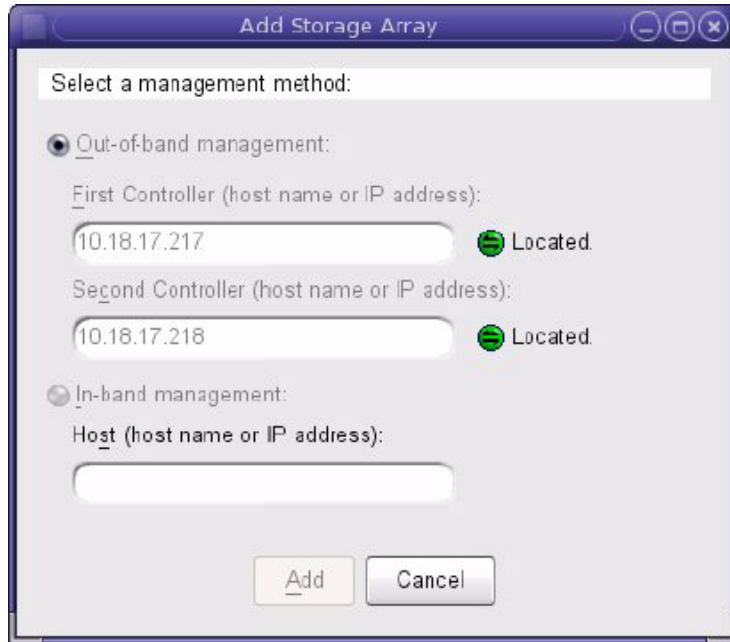 Add Storage Array
Select a management method:
Out-of-band management:
First Controller (host name or IP address):
10.18.17.217
Located.
Second Controller (host name or IP address):
10.18.17.218
Located.
In-band management:
Host (host name or IP address):
Add
Cancel